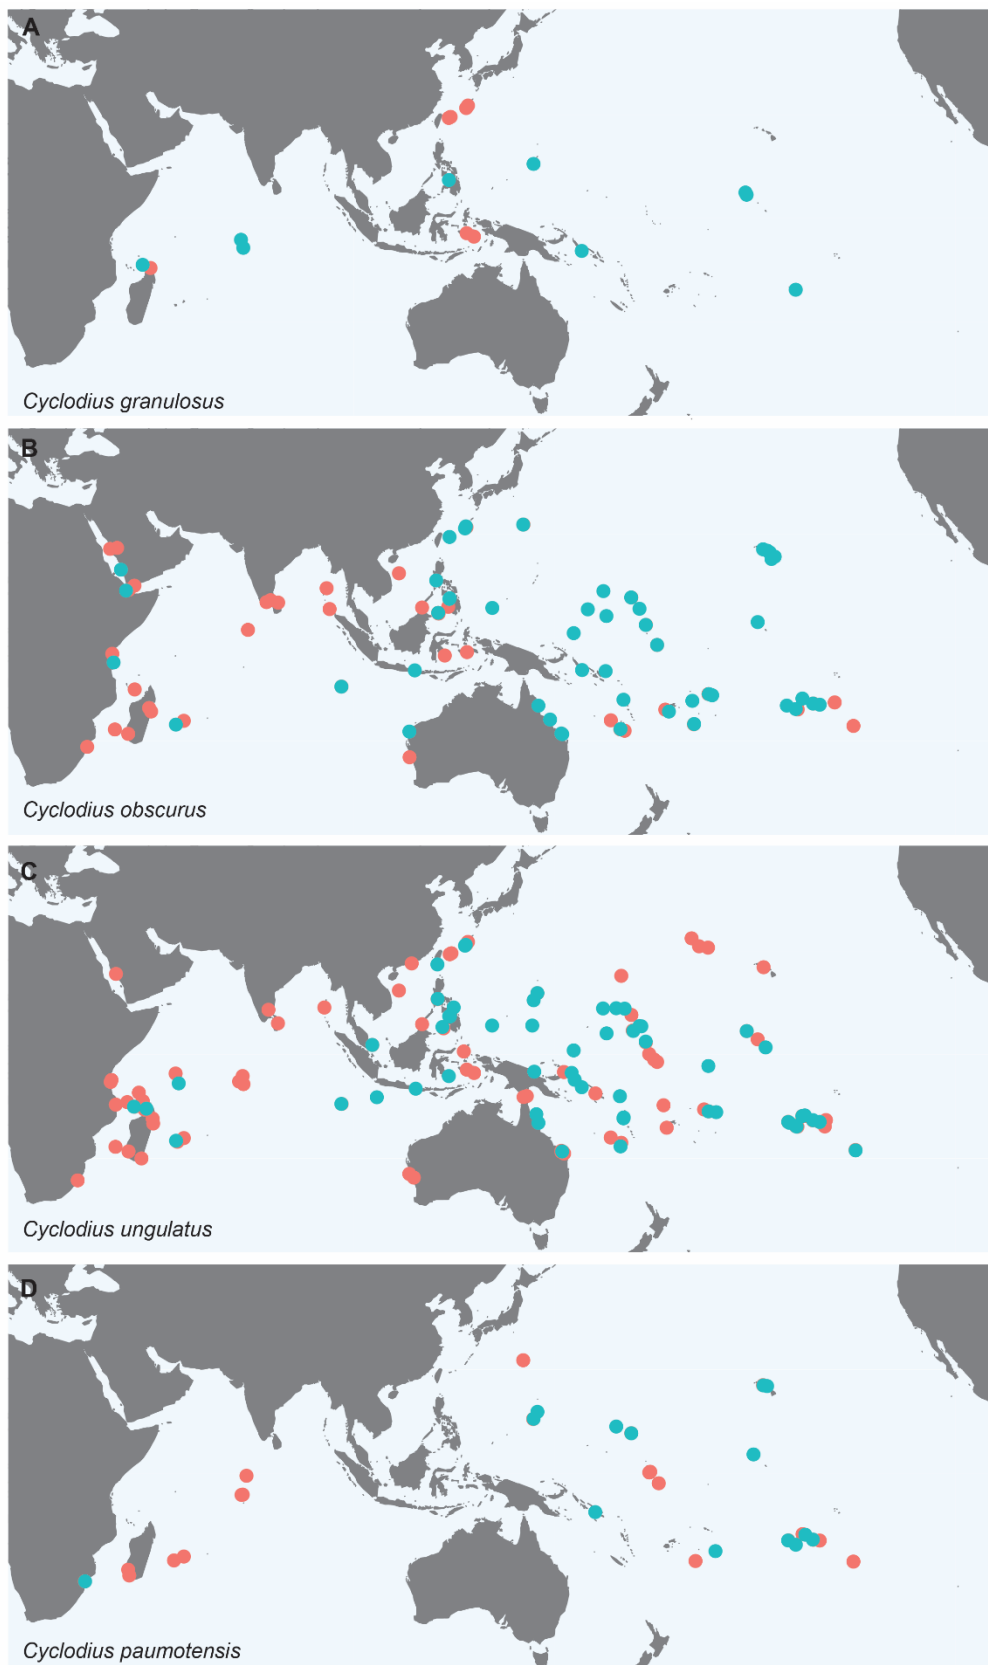 A
Cyclodius granulosus
B
Cyclodius obscurus
C
Cyclodius ungulatus
D
Cyclodius paumotensis